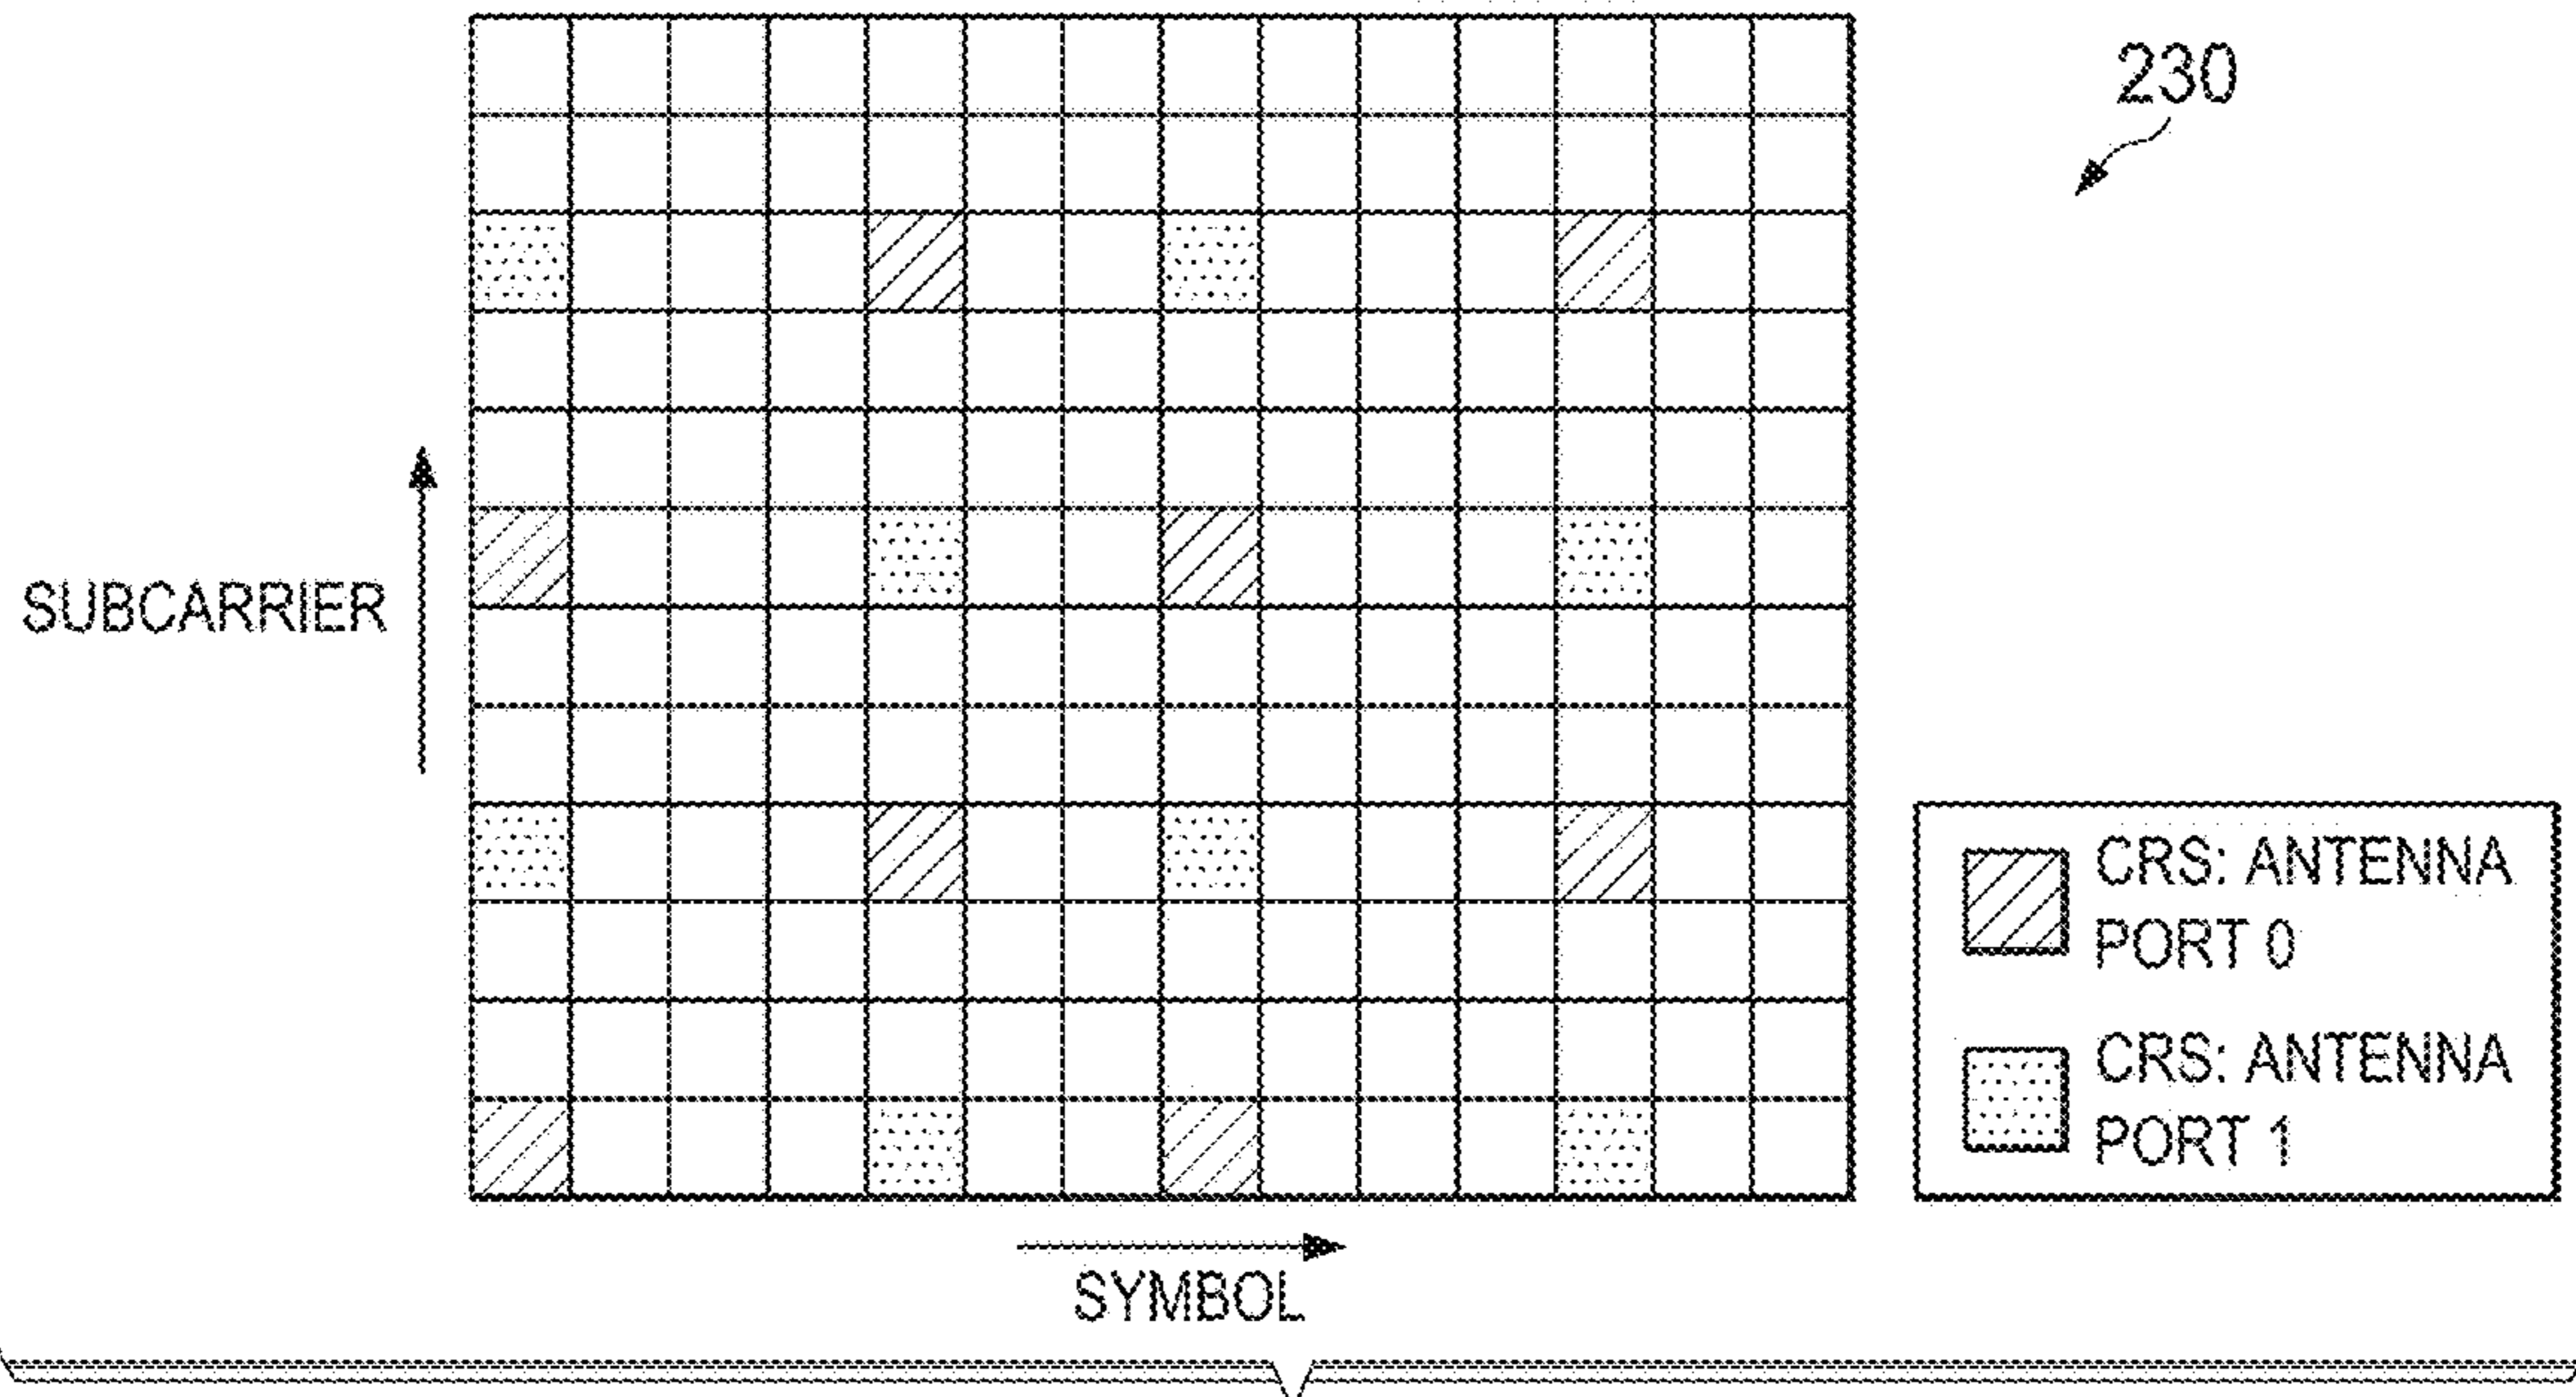 230
SUBCARRIER
CRS: ANTENNA
PORT 0
CRS: ANTENNA
PORT 1
SYMBOL